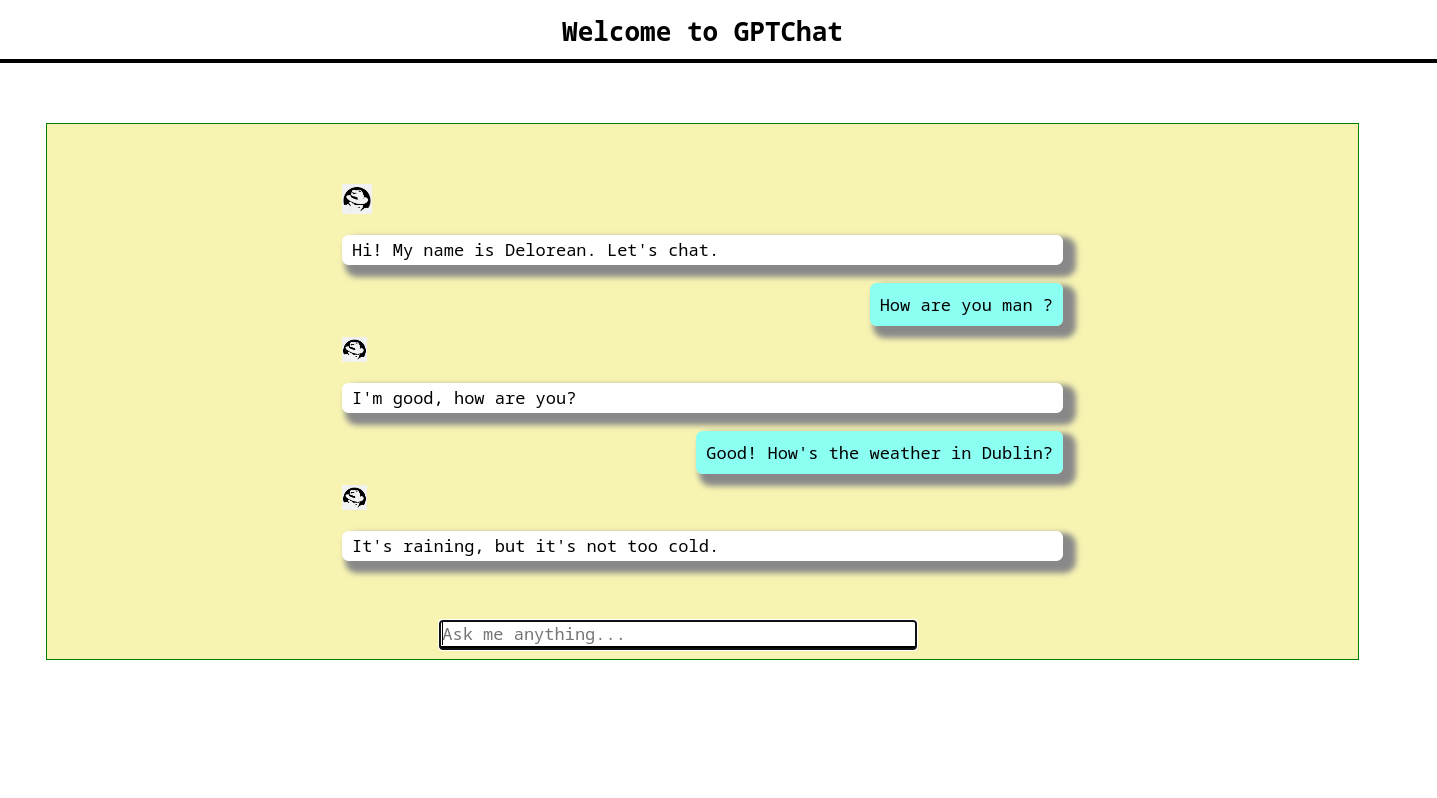 Welcome to GPTChat
Hi! My name is Delorean. Let's chat.
How are you man ?
I'm good, how are you?
Good! How's the weather in Dublin?
It's raining, but it's not too cold.
Ask me anything...